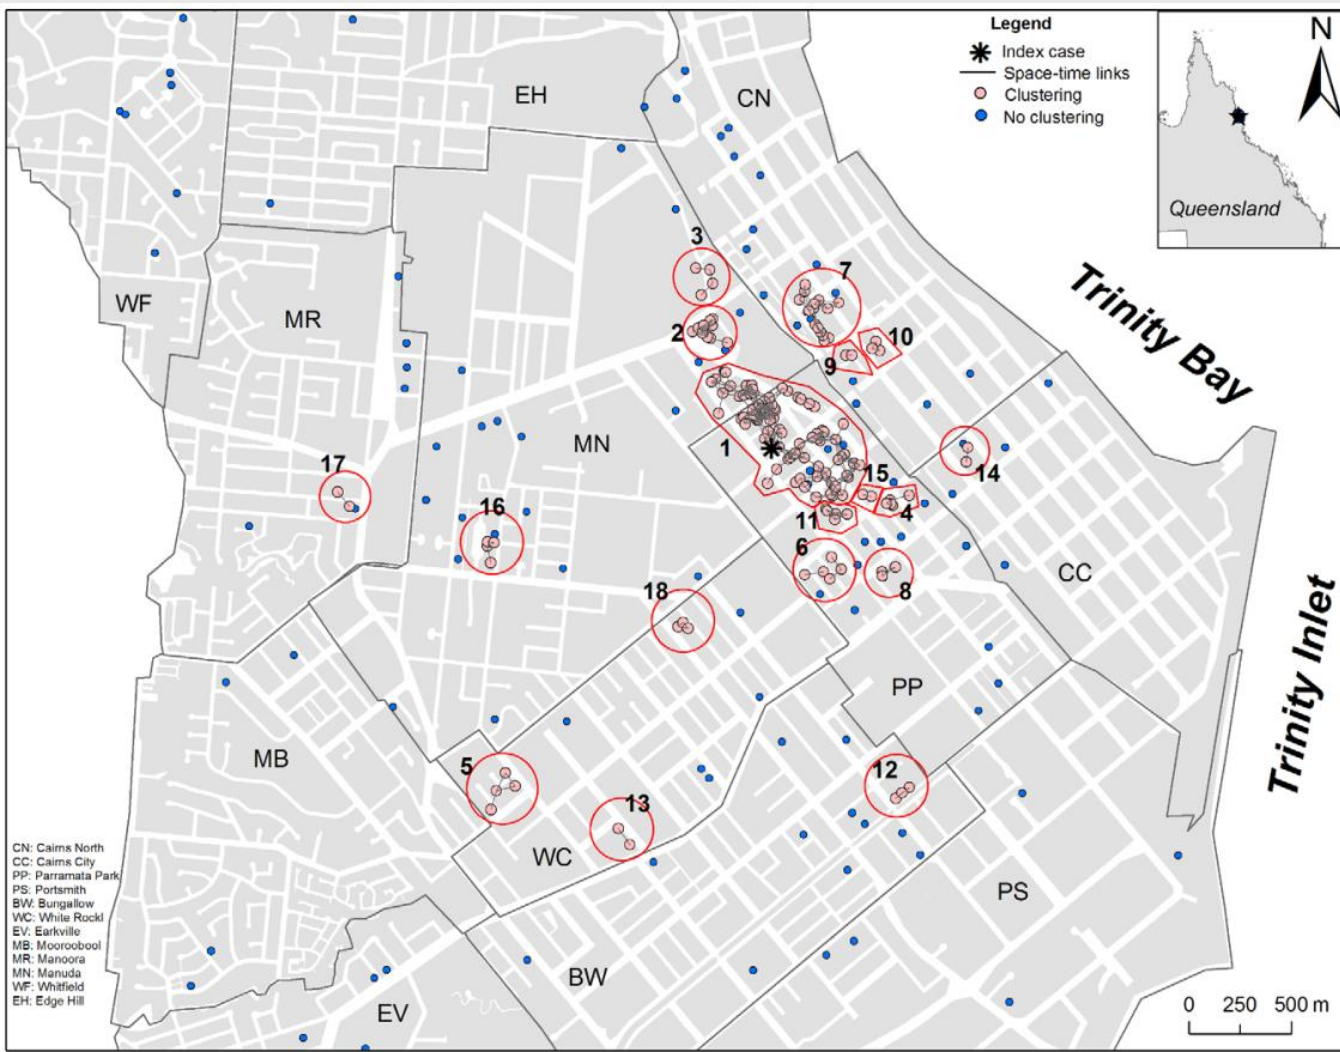 Legend
Index case
Space-time links
Clustering
No clustering
N
Queensland
EH
CN
WF
MR
3
7
2
10
9
Trinity Bay
MN
1
17
14
15
16
4
11
6
8
CC
18
Trinity Inlet
PP
MB
5
12
13
WC
PS
BW
EV
CN: Cairns North
CC: Cairns City
PP: Parramata Park
PS: Portsmith
BW: Bungallow
WC: White Rockl
EV: Earkville
MB: Mooroobool
MR: Manoora
MN: Manuda
WF: Whitfield
EH: Edge Hill
0 250 500 m